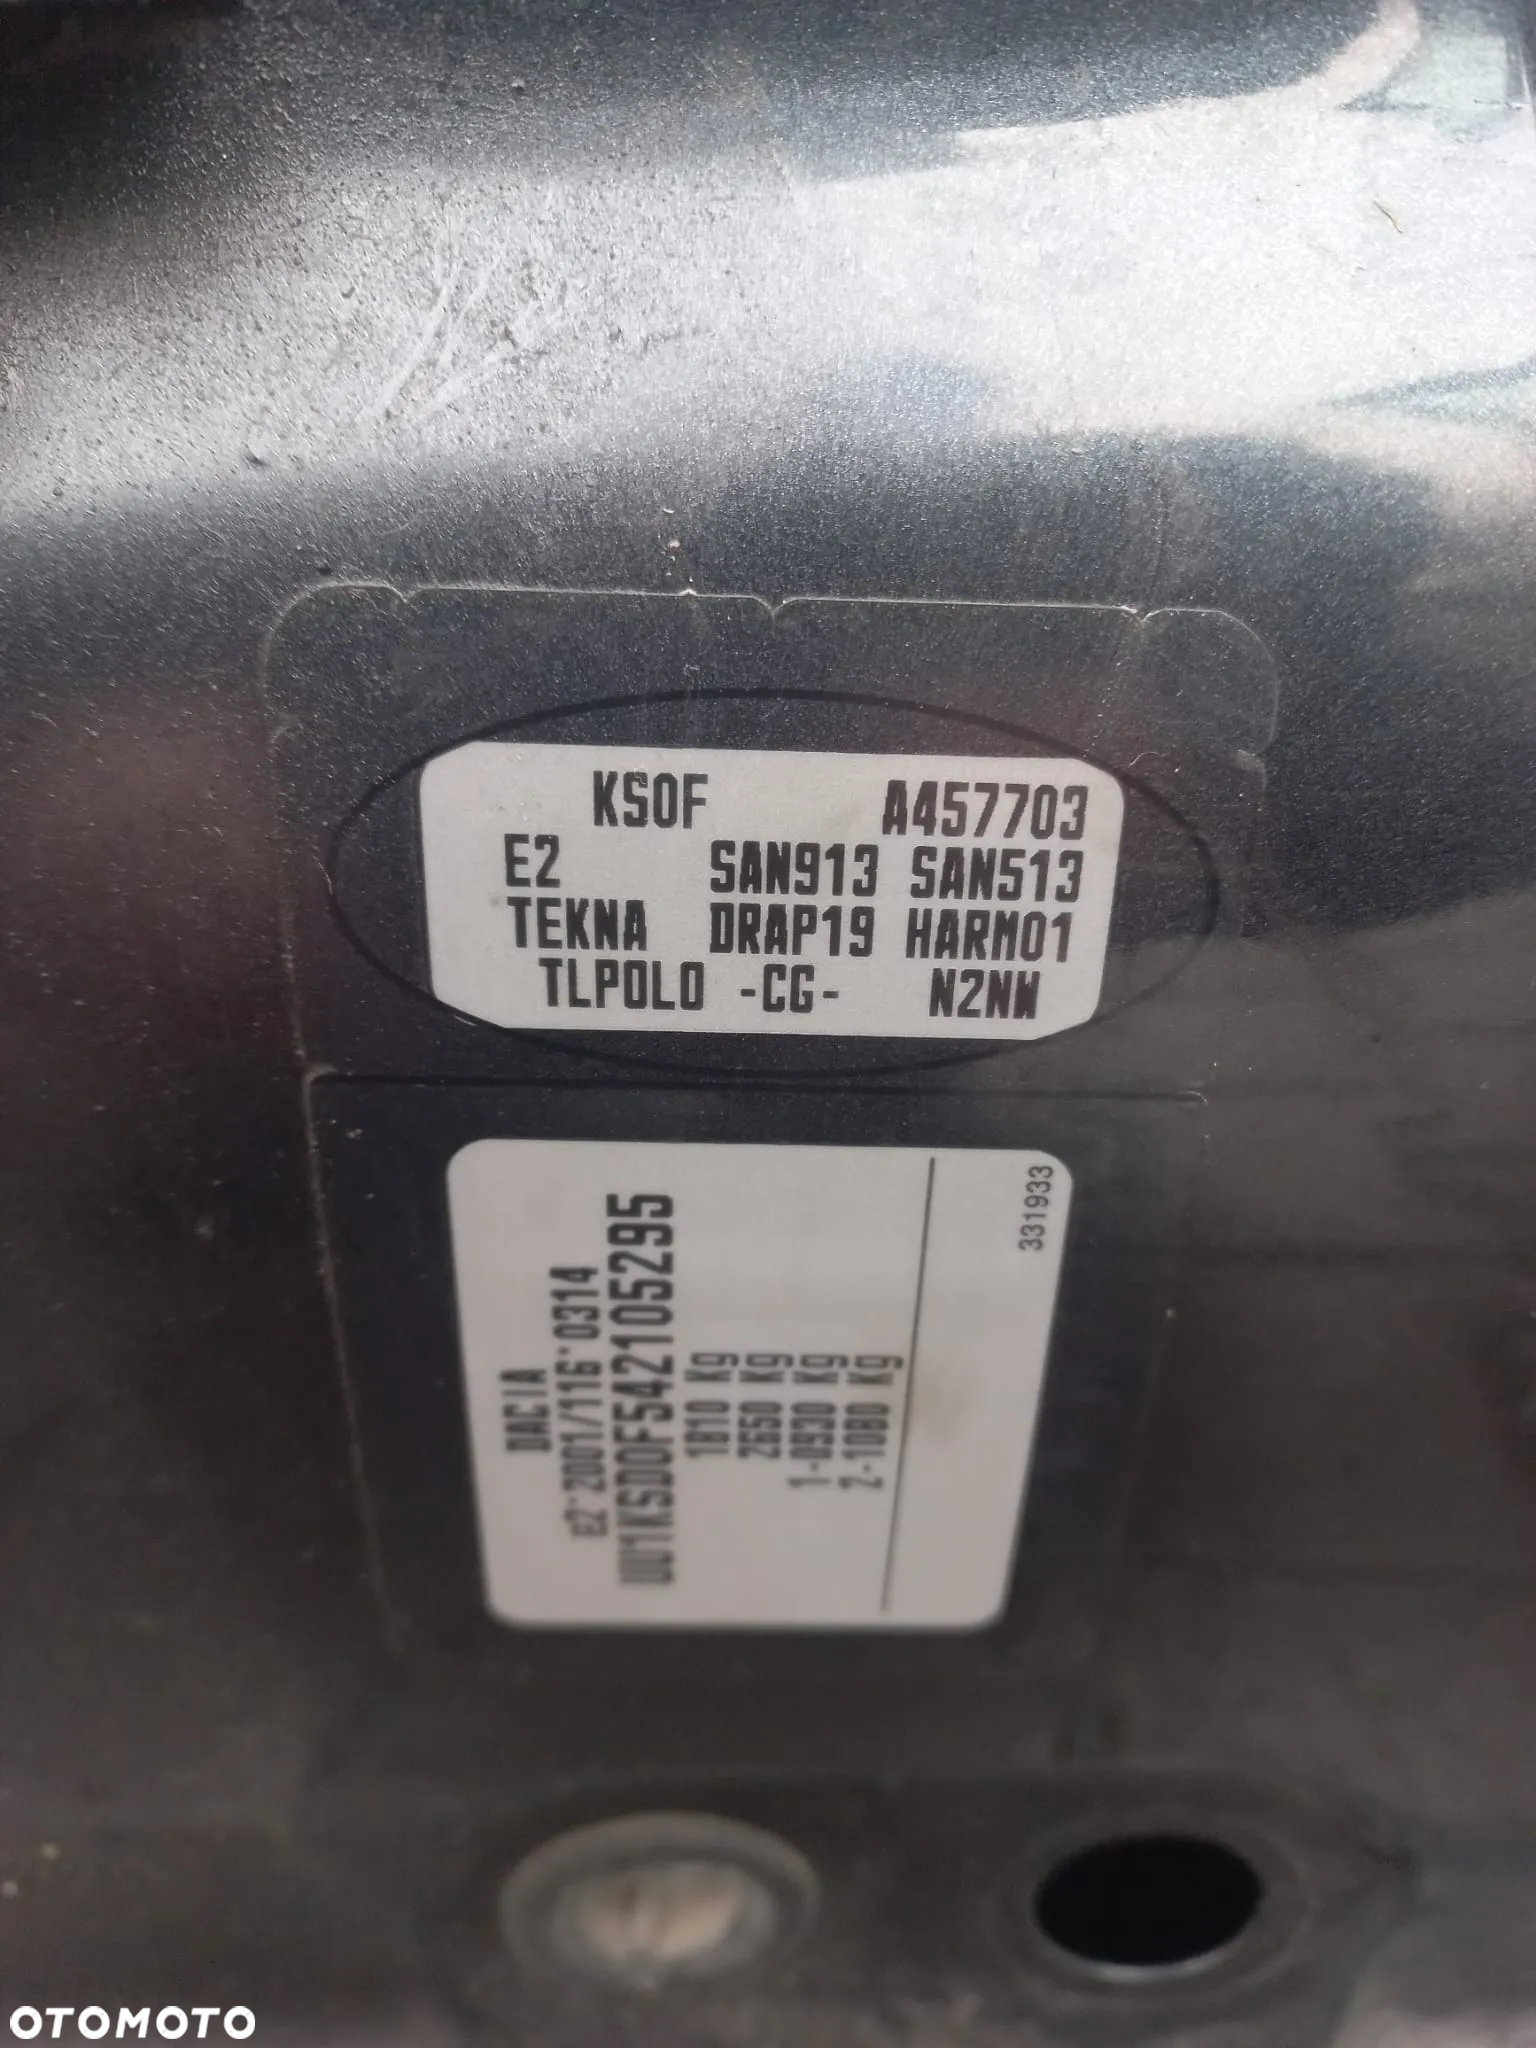 KS0F A457703
E2 SAN913 SAN513
TEKNA DRAP19 HARM01
TLPOLO -CG- N2NW
DACIA
E2*2001/116*0314
UU1KSD0F542105295
1810 Kg
2650 Kg
1-0930 Kg
2-1080 Kg
331933
OTOMOTO